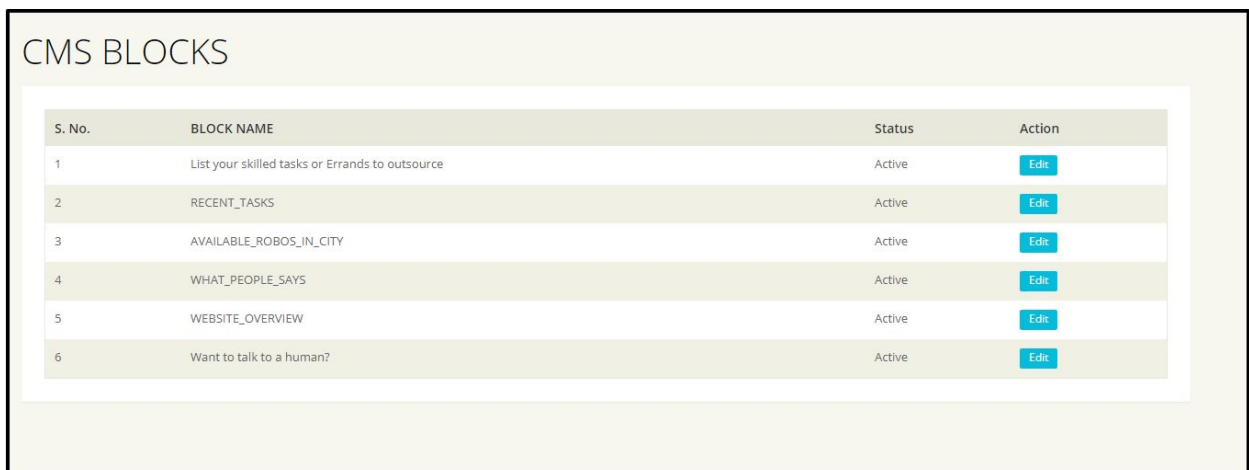 CMS BLOCKS
S. No. BLOCK NAME Status Action
1 List your skilled tasks or Errands to outsource Active Edit
2 RECENT_TASKS Active Edit
3 AVAILABLE_ROBOS_IN_CITY Active Edit
4 WHAT_PEOPLE_SAYS Active Edit
5 WEBSITE_OVERVIEW Active Edit
6 Want to talk to a human? Active Edit